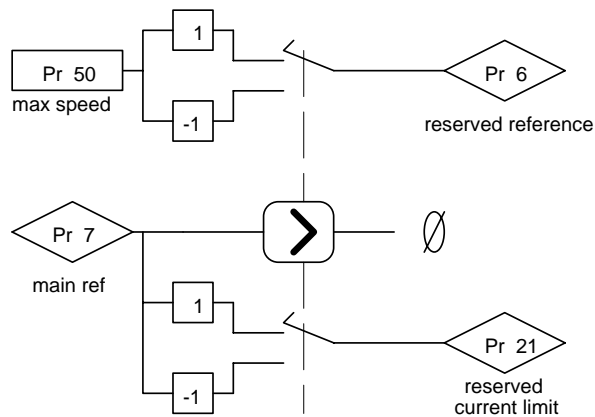 1
Pr 50
max speed
-1
Pr 6
reserved reference
Pr 7
main ref
>
0
1
-1
Pr 21
reserved
current limit